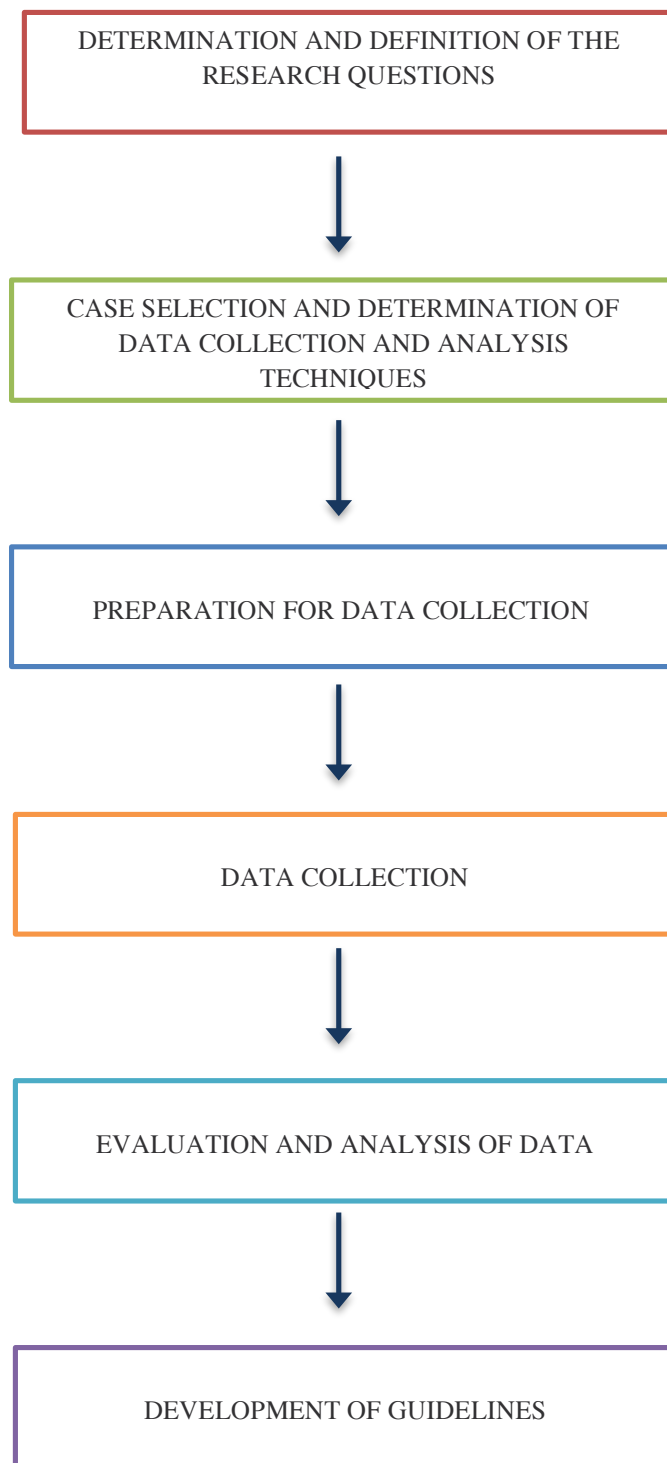 DETERMINATION AND DEFINITION OF THE
RESEARCH QUESTIONS
CASE SELECTION AND DETERMINATION OF
DATA COLLECTION AND ANALYSIS
TECHNIQUES
PREPARATION FOR DATA COLLECTION
DATA COLLECTION
EVALUATION AND ANALYSIS OF DATA
DEVELOPMENT OF GUIDELINES